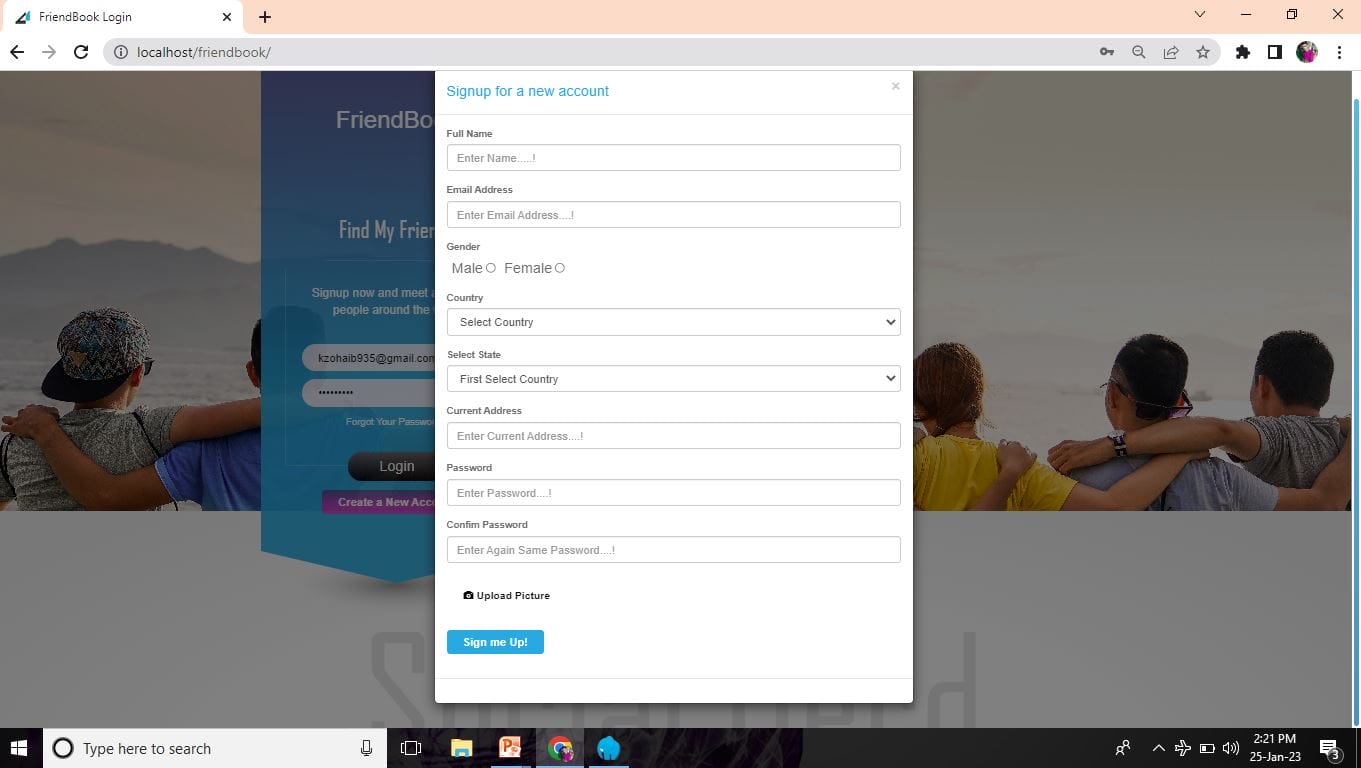 FriendBook Login
localhost/friendbook/
Signup for a new account
×
FriendBo
Full Name
Enter Name.....!
Email Address
Enter Email Address....!
Find My Frier
Gender
Male Female
Signup now and meet a
people around the
Country
Select Country
kzohaib935@gmail.com
Select State
First Select Country
Forgot Your Passwo
Current Address
Enter Current Address....!
Login
Password
Enter Password....!
Create a New Acco
Confim Password
Enter Again Same Password....!
Upload Picture
Sign me Up!
Social
Type here to search
2:21 PM
25-Jan-23
3